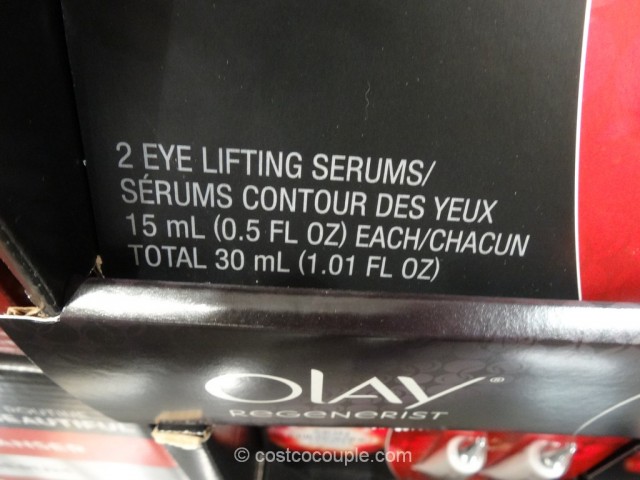 2 EYE LIFTING SERUMS/
SÉRUMS CONTOUR DES YEUX
15 mL (0.5 FL OZ) EACH/CHACUN
TOTAL 30 mL (1.01 FL OZ)
OLAY®
REGENERIST
© costcocouple.com